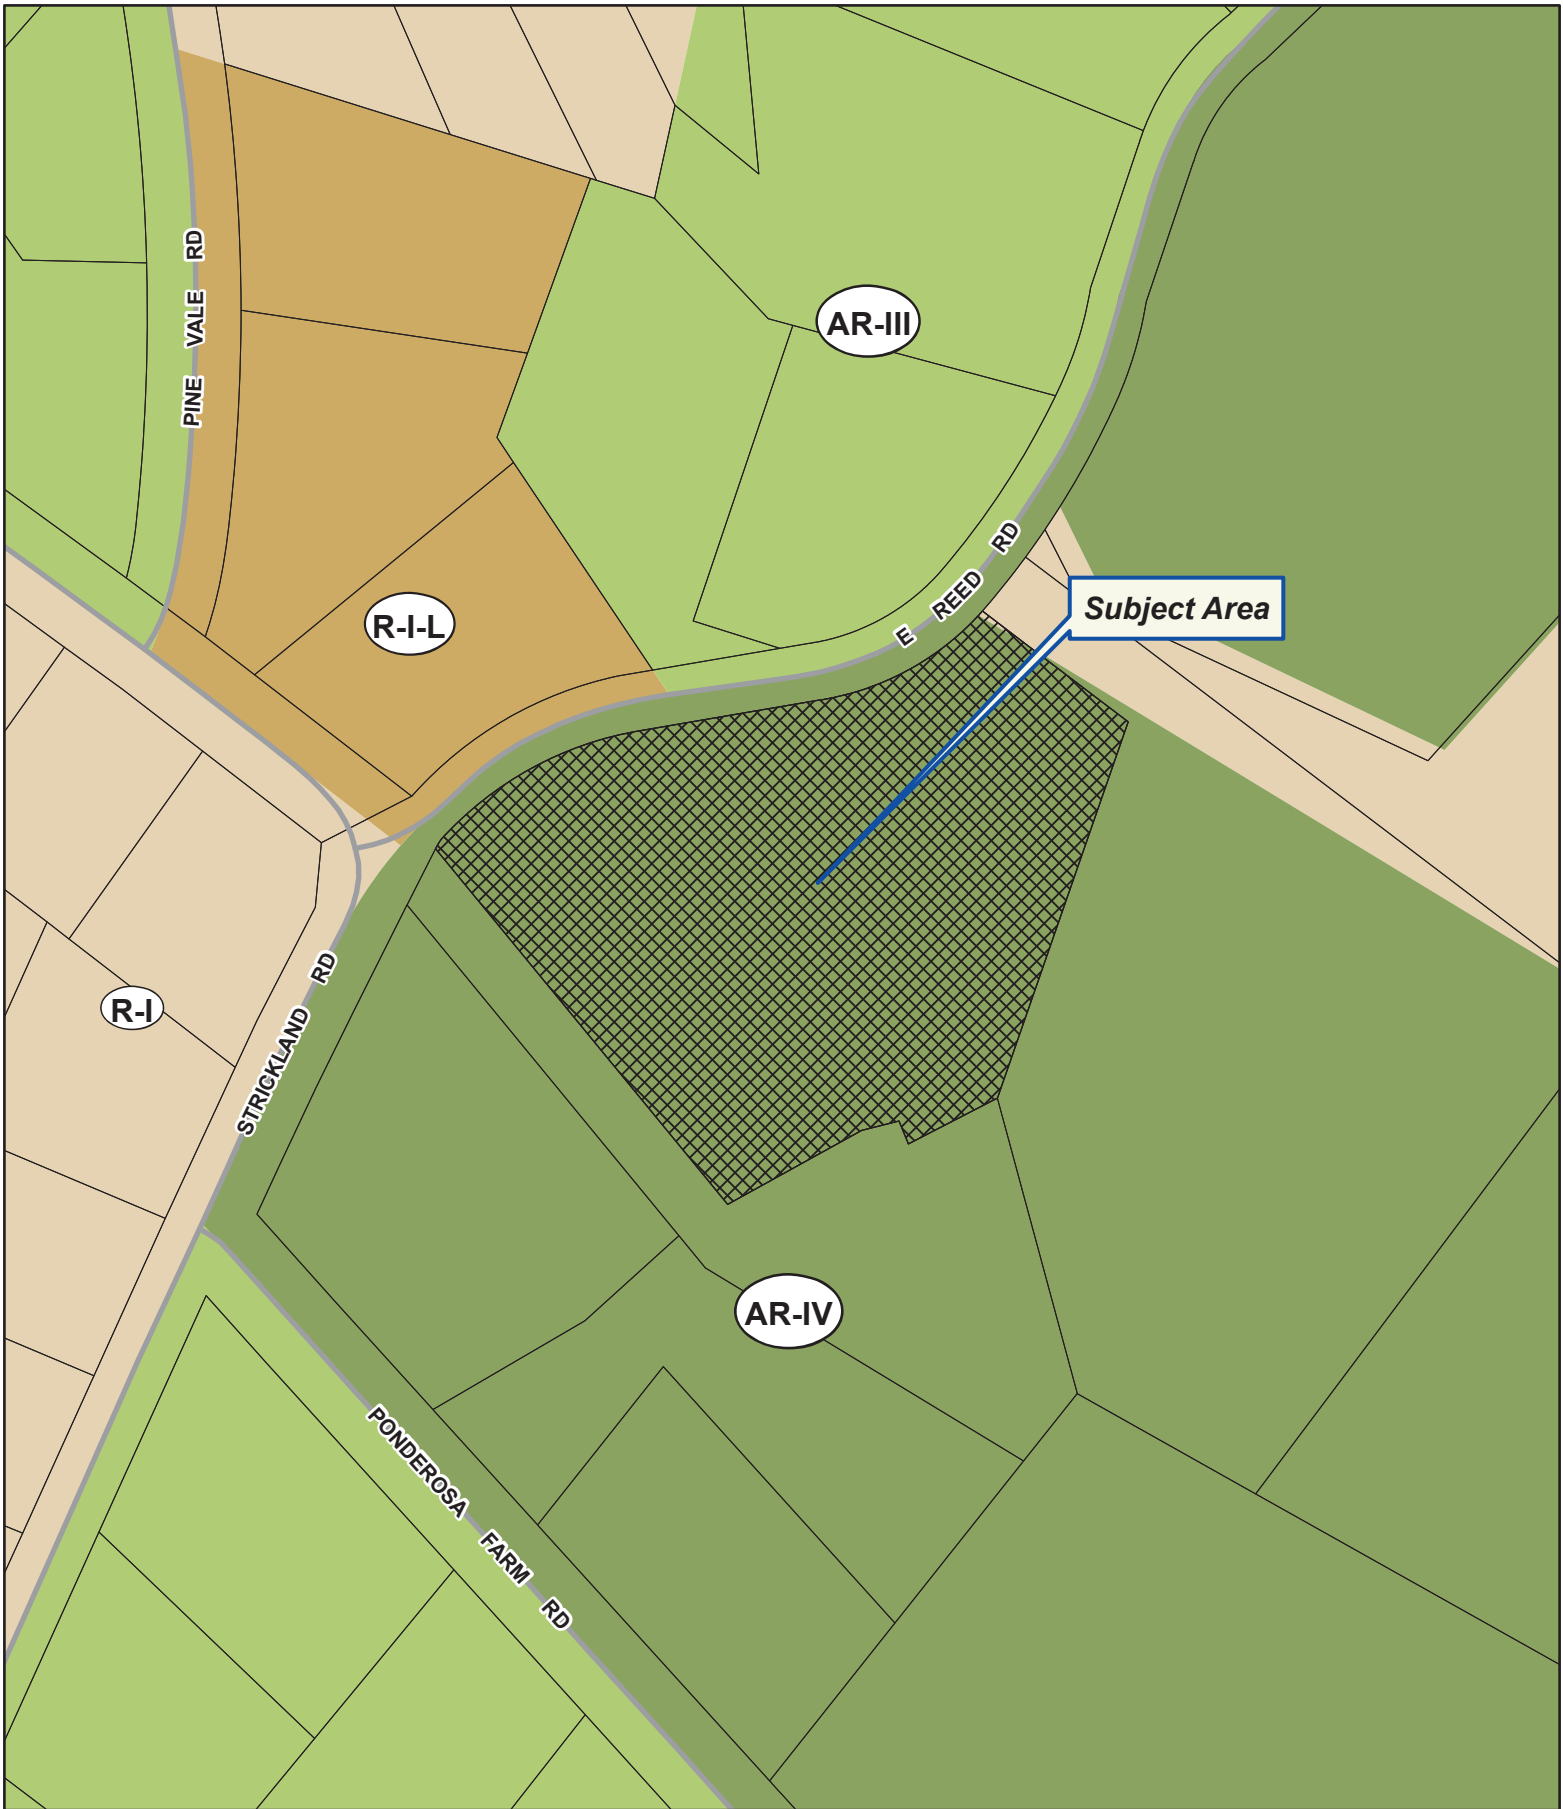 PINE VALE RD
AR-III
E REED RD
Subject Area
R-I-L
R-I
STRICKLAND RD
AR-IV
PONDEROSA FARM RD